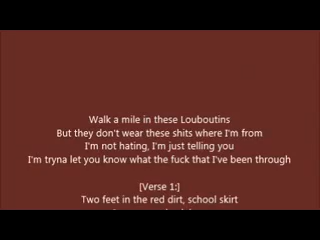 Walk a mile in these Louboutins
But they don't wear these shits where I'm from
I'm not hating, I'm just telling you
I'm tryna let you know what the fuck that I've been through
[Verse 1:]
Two feet in the red dirt, school skirt